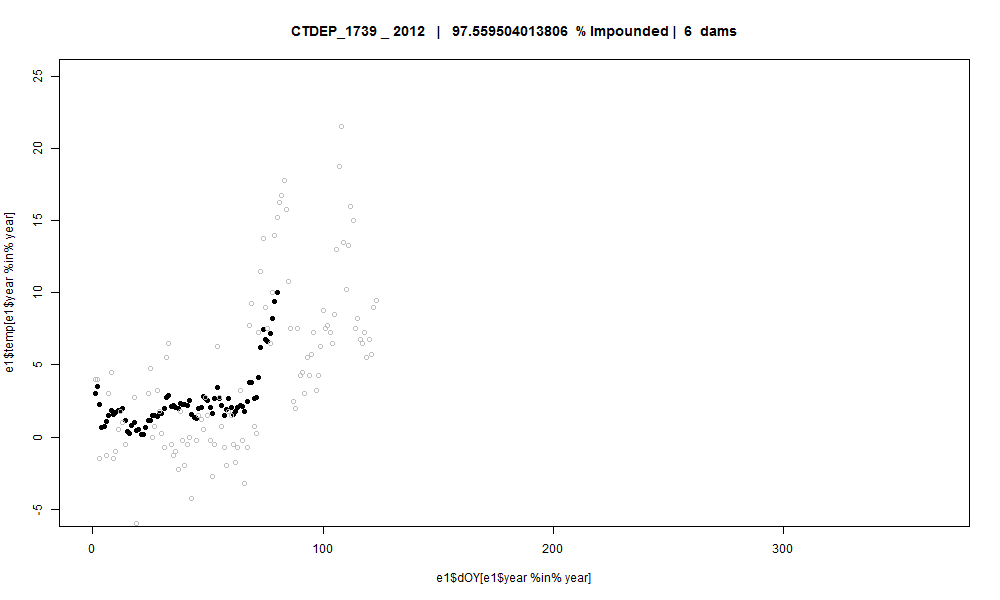 CTDEP_1739 _ 2012 | 97.559504013806 % Impounded | 6 dams
25
20
15
10
5
0
-5
e1$temp[e1$year %in% year]
0 100 200 300
e1$dOY[e1$year %in% year]